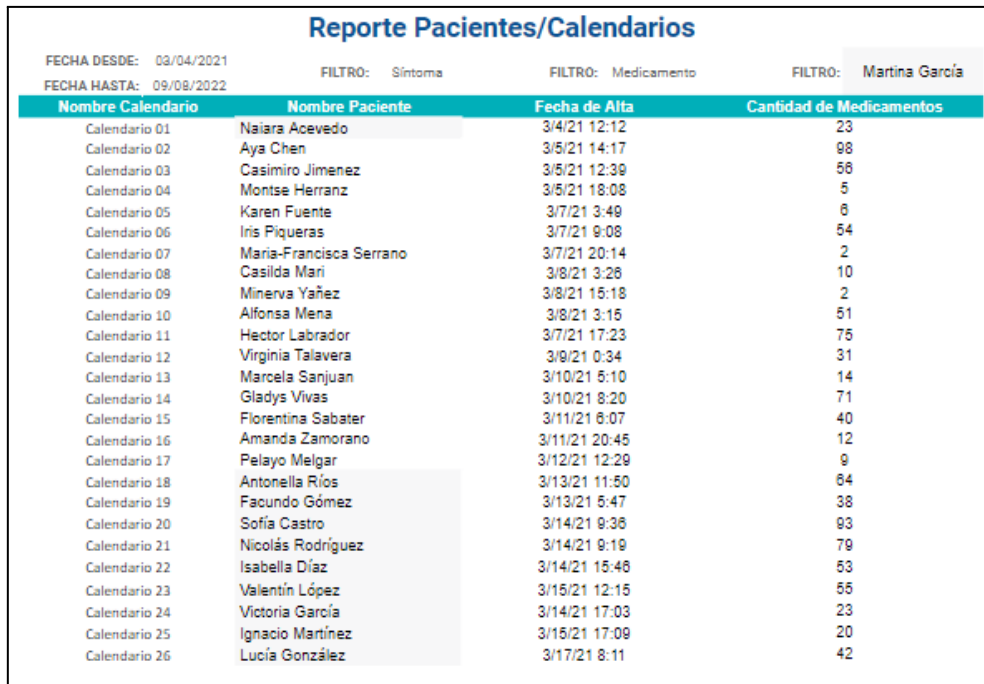 Reporte Pacientes/Calendarios
FECHA DESDE: 03/04/2021
FILTRO: Síntoma FILTRO: Medicamento FILTRO: Martina García
FECHA HASTA: 09/08/2022
Nombre Calendario Nombre Paciente Fecha de Alta Cantidad de Medicamentos
Calendario 01 Naiara Acevedo 3/4/21 12:12 23
Calendario 02 Aya Chen 3/5/21 14:17 98
Calendario 03 Casimiro Jimenez 3/5/21 12:39 56
Calendario 04 Montse Herranz 3/5/21 18:08 5
Calendario 05 Karen Fuente 3/7/21 3:49 6
Calendario 06 Iris Piqueras 3/7/21 9:08 54
Calendario 07 Maria-Francisca Serrano 3/7/21 20:14 2
Calendario 08 Casilda Mari 3/8/21 3:26 10
Calendario 09 Minerva Yañez 3/8/21 15:18 2
Calendario 10 Alfonsa Mena 3/8/21 3:15 51
Calendario 11 Hector Labrador 3/7/21 17:23 75
Calendario 12 Virginia Talavera 3/9/21 0:34 31
Calendario 13 Marcela Sanjuan 3/10/21 5:10 14
Calendario 14 Gladys Vivas 3/10/21 8:20 71
Calendario 15 Florentina Sabater 3/11/21 6:07 40
Calendario 16 Amanda Zamorano 3/11/21 20:45 12
Calendario 17 Pelayo Melgar 3/12/21 12:29 9
Calendario 18 Antonella Ríos 3/13/21 11:50 64
Calendario 19 Facundo Gómez 3/13/21 5:47 38
Calendario 20 Sofía Castro 3/14/21 9:36 93
Calendario 21 Nicolás Rodríguez 3/14/21 9:19 79
Calendario 22 Isabella Díaz 3/14/21 15:46 53
Calendario 23 Valentín López 3/15/21 12:15 55
Calendario 24 Victoria García 3/14/21 17:03 23
Calendario 25 Ignacio Martínez 3/15/21 17:09 20
Calendario 26 Lucía González 3/17/21 8:11 42